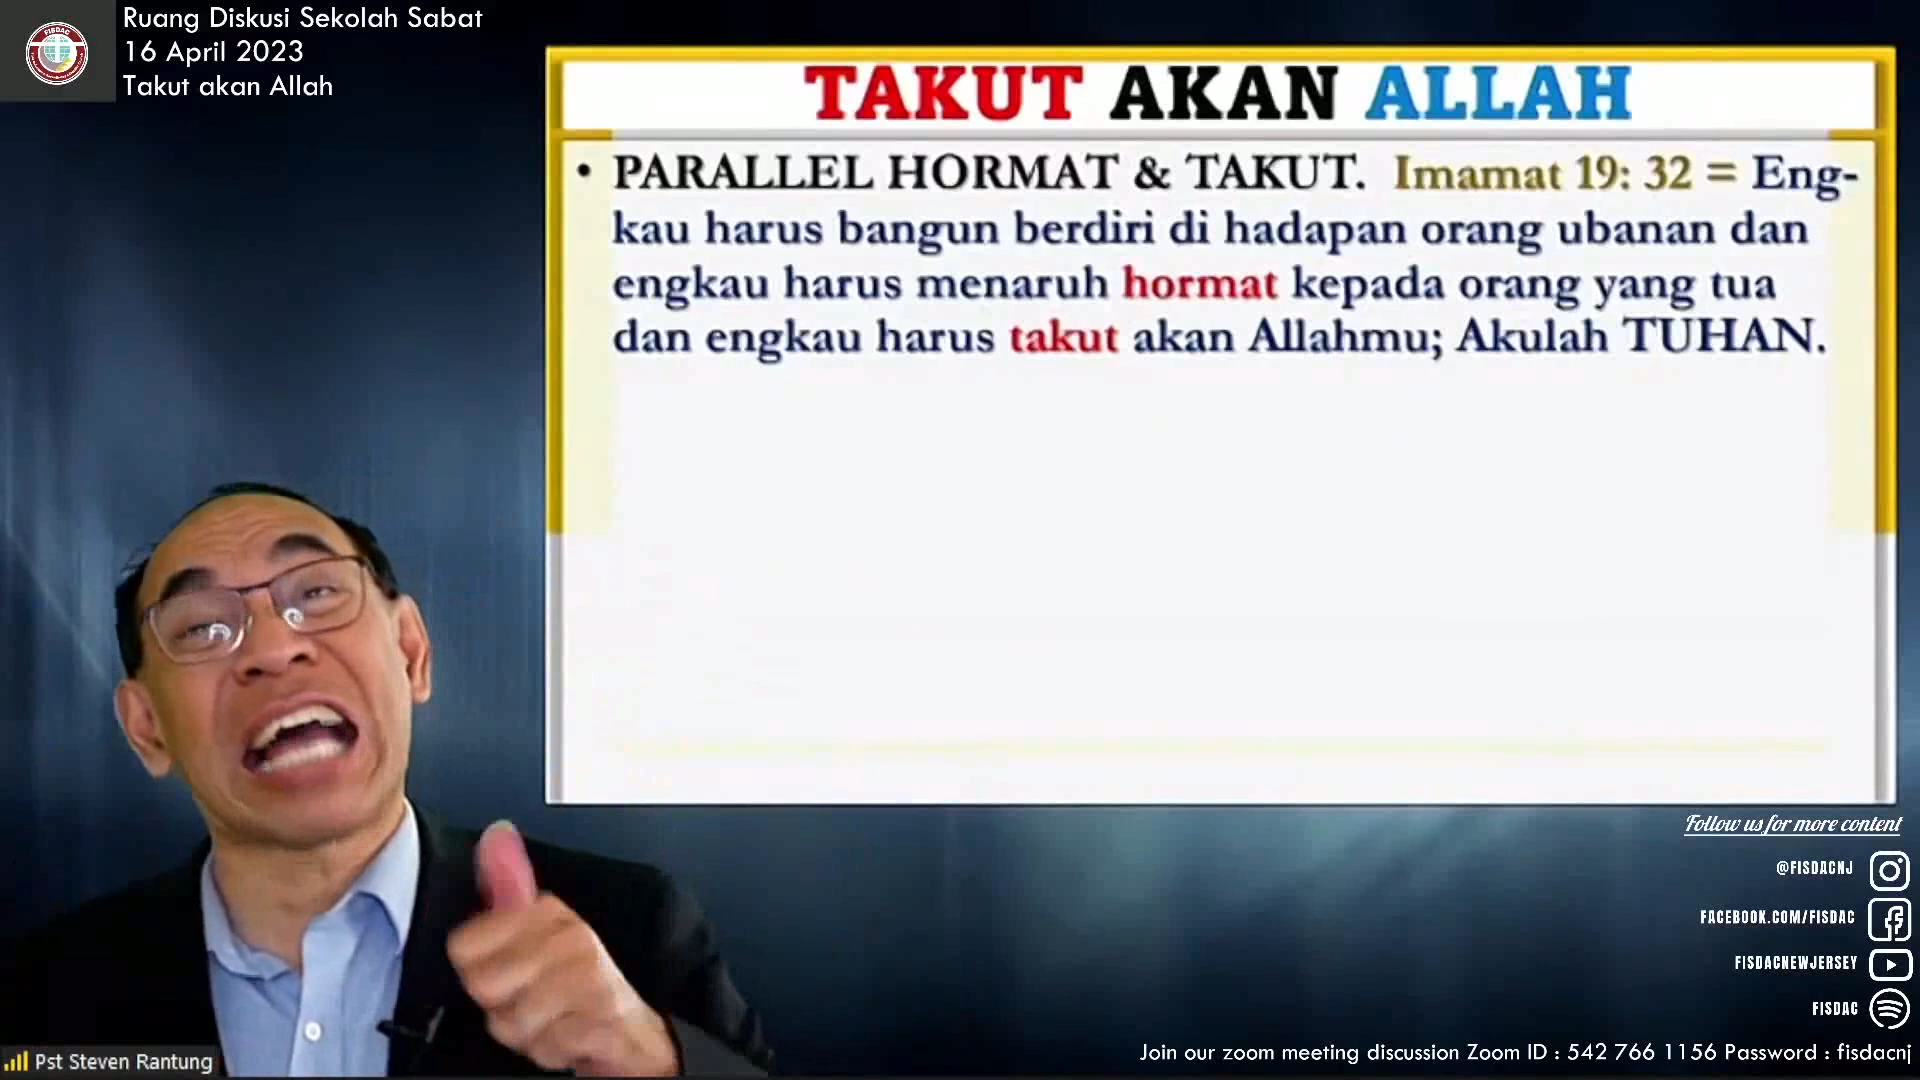 Ruang Diskusi Sekolah Sabat
16 April 2023
Takut akan Allah
FISDAC
TAKUT AKAN ALLAH
• PARALLEL HORMAT & TAKUT. Imamat 19: 32 = Eng-
kau harus bangun berdiri di hadapan orang ubanan dan
engkau harus menaruh hormat kepada orang yang tua
dan engkau harus takut akan Allahmu; Akulah TUHAN.
Follow us for more content
@FISDACNJ
FACEBOOK.COM/FISDAC
FISDACNEWJERSEY
FISDAC
Pst Steven Rantung
Join our zoom meeting discussion Zoom ID : 542 766 1156 Password : fisdacnj